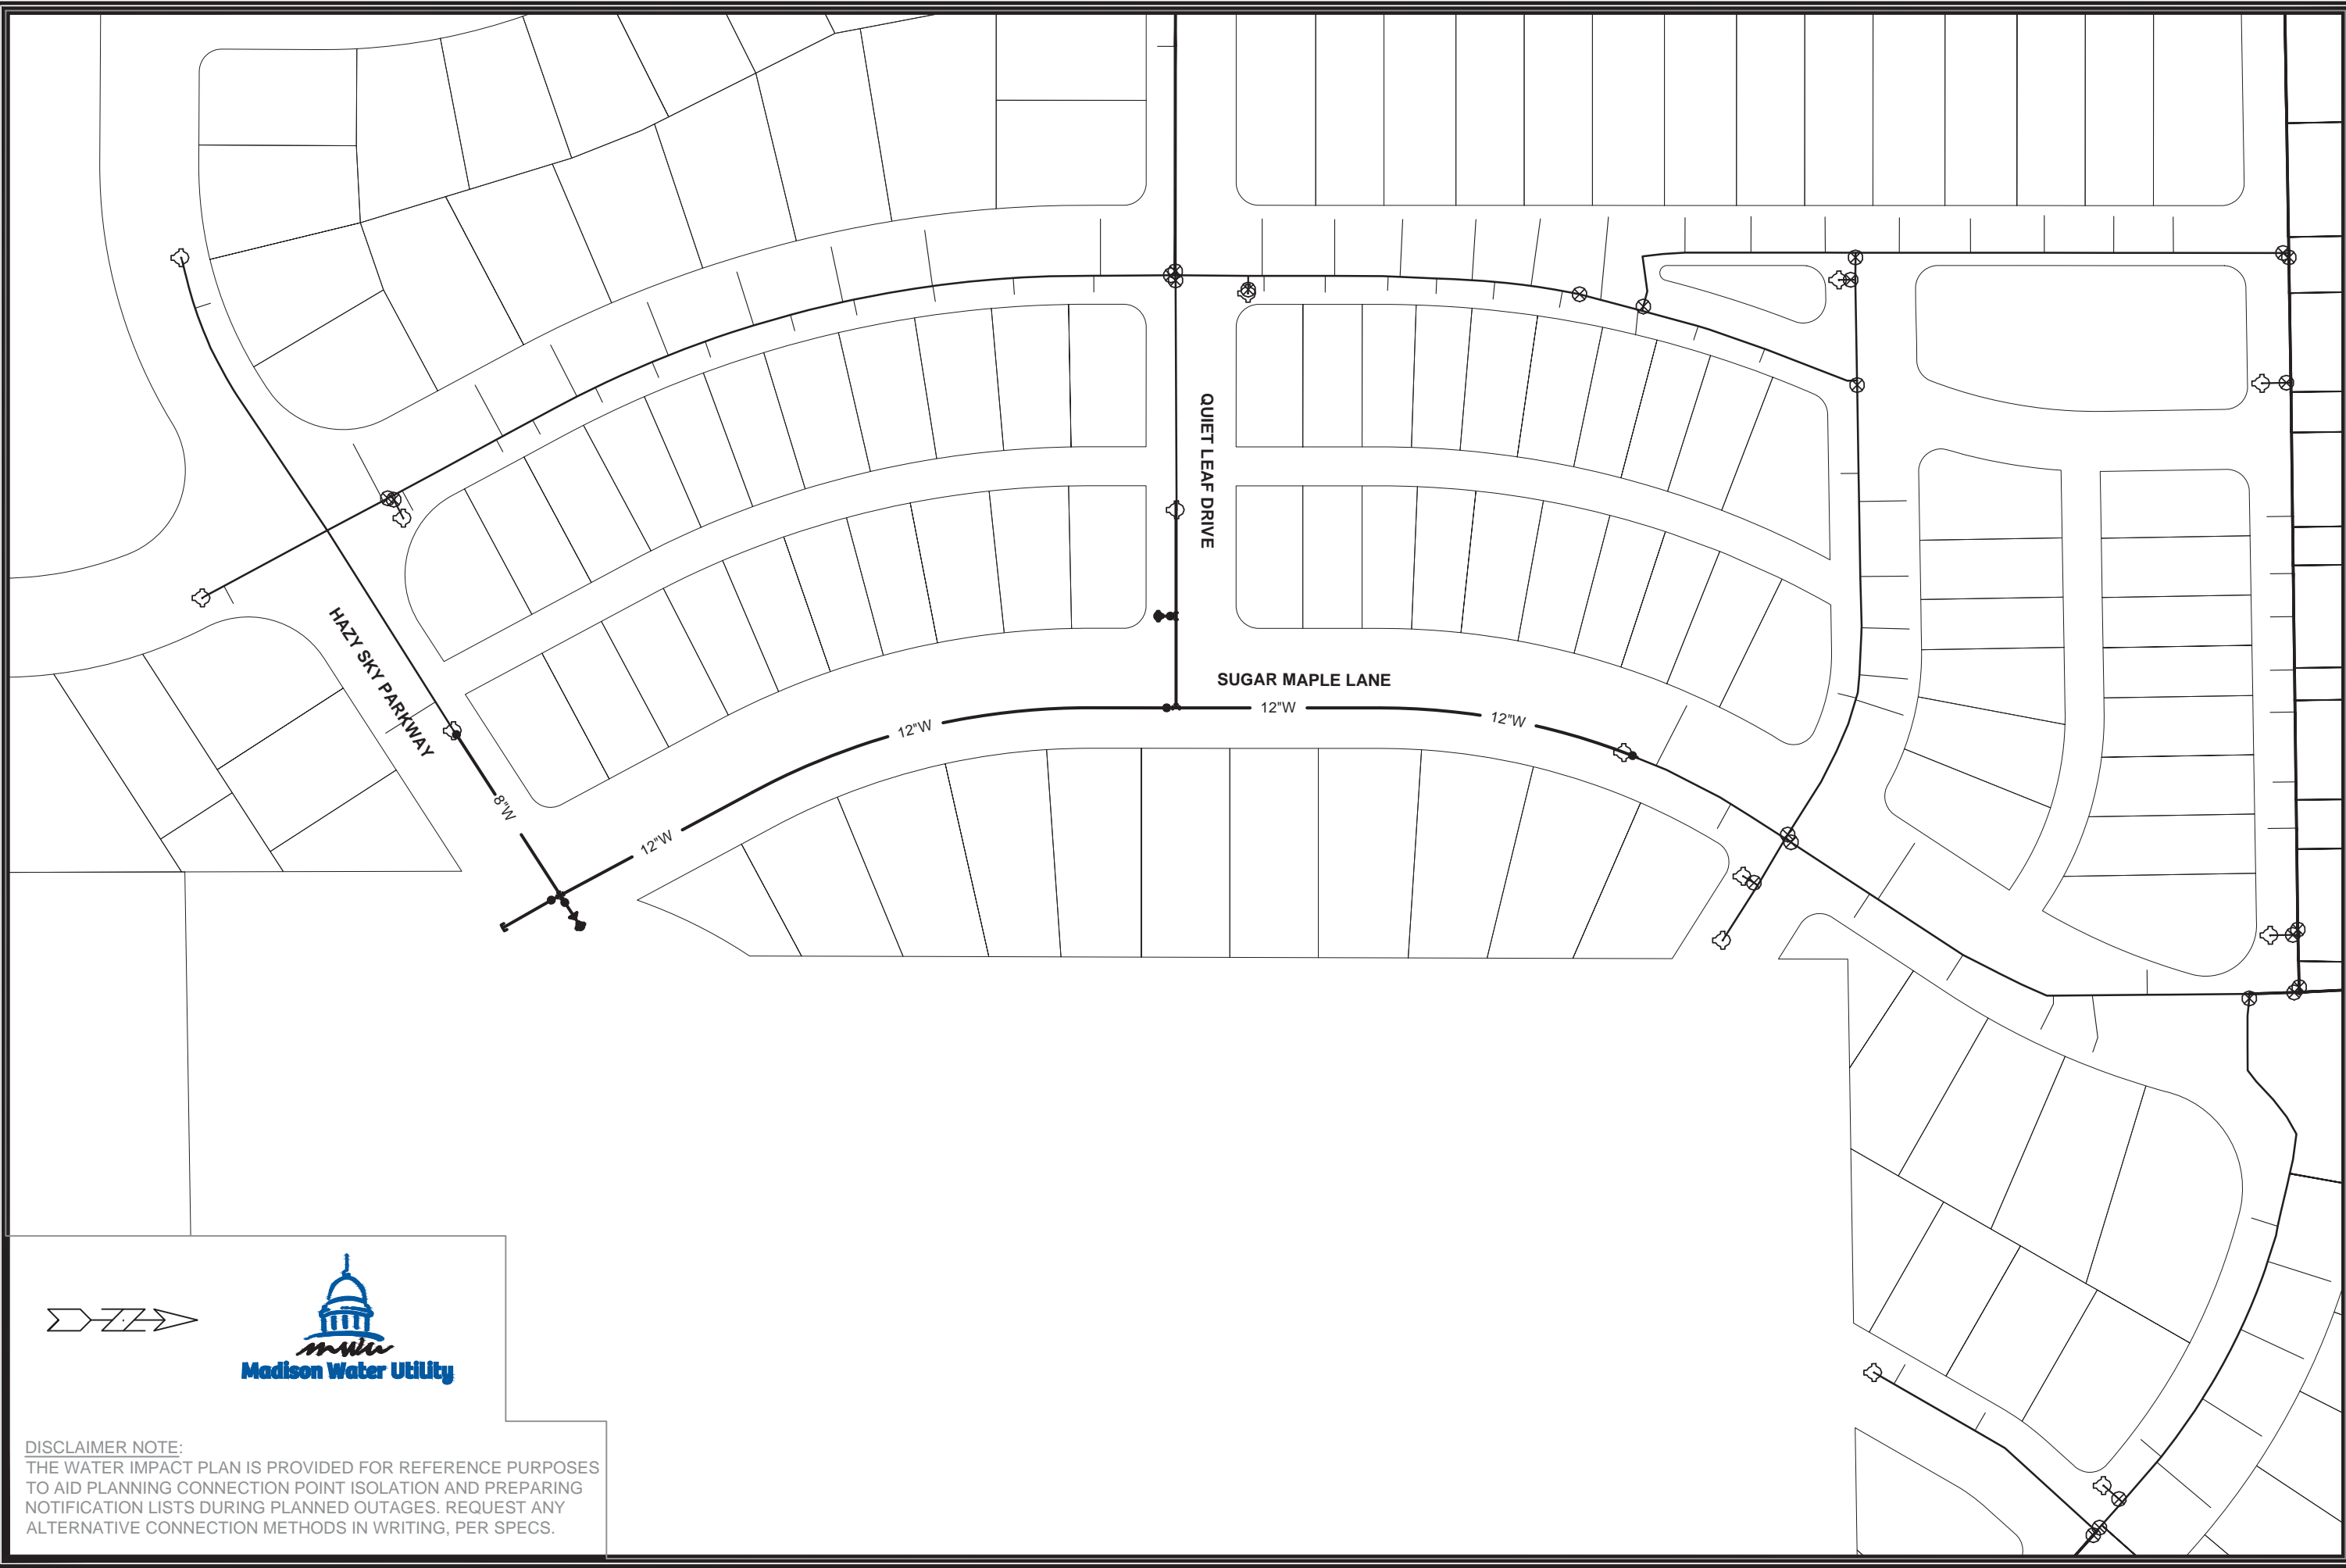 QUIET LEAF DRIVE
HAZY SKY PARKWAY
SUGAR MAPLE LANE
12"W
12"W
12"W
8"W
12"W
mwu
Madison Water Utility
DISCLAIMER NOTE:
THE WATER IMPACT PLAN IS PROVIDED FOR REFERENCE PURPOSES
TO AID PLANNING CONNECTION POINT ISOLATION AND PREPARING
NOTIFICATION LISTS DURING PLANNED OUTAGES. REQUEST ANY
ALTERNATIVE CONNECTION METHODS IN WRITING, PER SPECS.